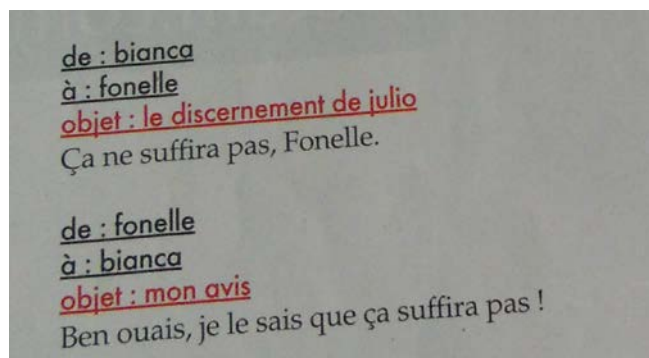 de : bianca
à : fonelle
objet : le discernement de julio
Ça ne suffira pas, Fonelle.
de : fonelle
à : bianca
objet : mon avis
Ben ouais, je le sais que ça suffira pas !